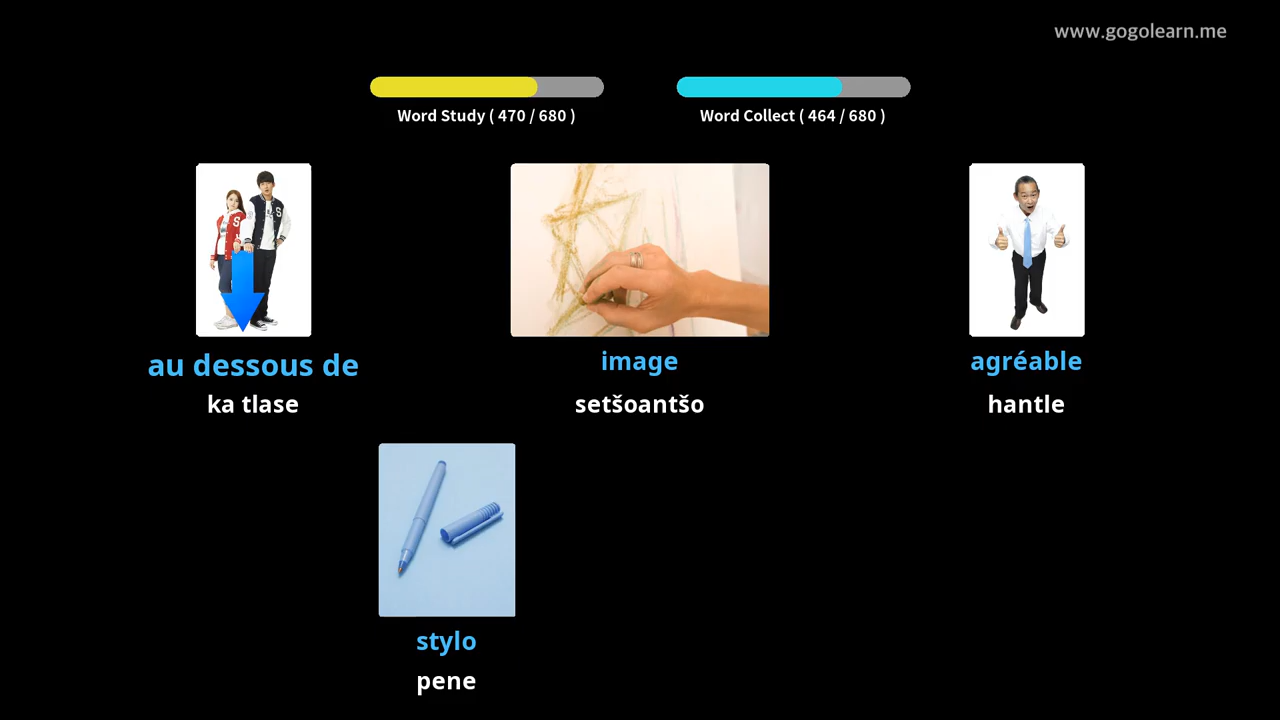 www.gogolearn.me
Word Study ( 470 / 680 )
Word Collect ( 464 / 680 )
S
S
au dessous de
image
agréable
ka tlase
setšoantšo
hantle
stylo
pene